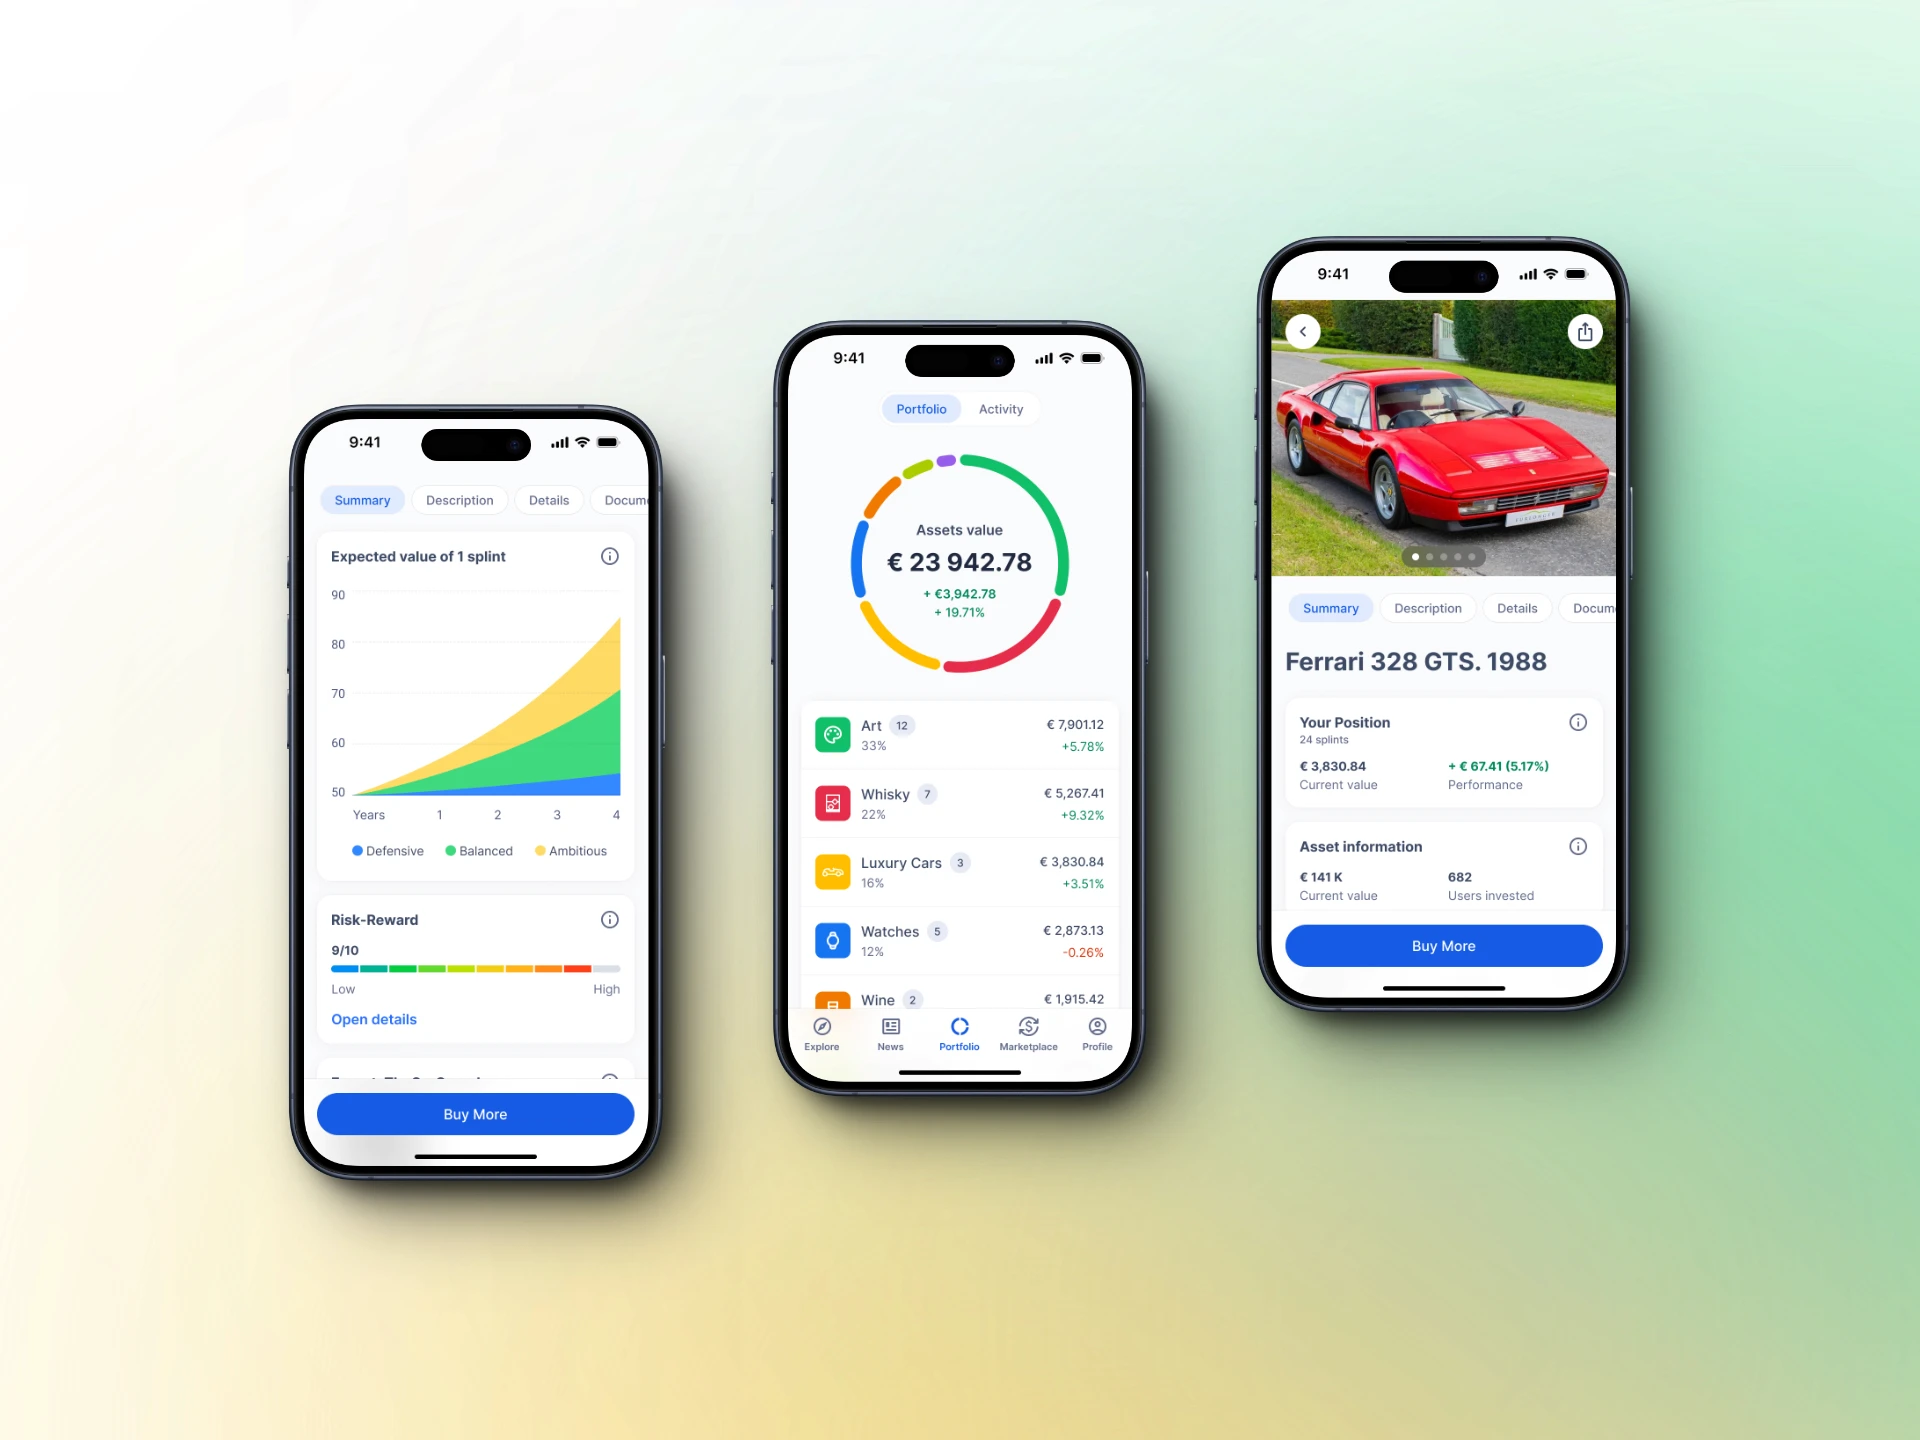 9:41
Summary Description Details Docum
Expected value of 1 splint
90
80
70
60
50
Years 1 2 3 4
Defensive Balanced Ambitious
Risk-Reward
9/10
Low High
Open details
Buy More
9:41
Portfolio Activity
Assets value
€ 23 942.78
+ €3,942.78
+ 19.71%
Art 12 € 7,901.12
33% +5.78%
Whisky 7 € 5,267.41
22% +9.32%
Luxury Cars 3 € 3,830.84
16% +3.51%
Watches 5 € 2,873.13
12% -0.26%
Wine 2 € 1,915.42
Explore News Portfolio Marketplace Profile
9:41
Summary Description Details Docum
Ferrari 328 GTS. 1988
Your Position
24 splints
€ 3,830.84 + € 67.41 (5.17%)
Current value Performance
Asset information
€ 141 K 682
Current value Users invested
Buy More